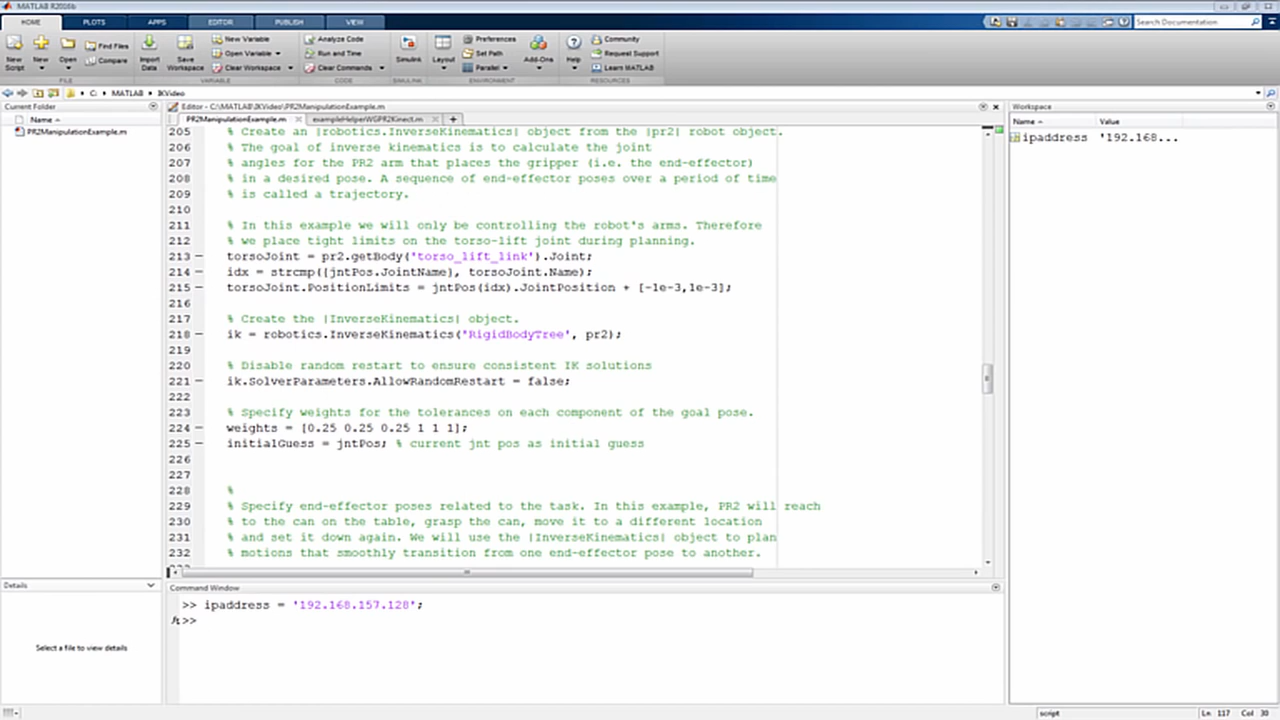 MATLAB R2016b
HOME PLOTS APPS EDITOR PUBLISH VIEW
Search Documentation
New Script
New
Open
Find Files
Compare
FILE
Import Data
Save Workspace
New Variable
Open Variable
Clear Workspace
VARIABLE
Analyze Code
Run and Time
Clear Commands
CODE
Simulink
SIMULINK
Layout
Preferences
Set Path
Parallel
ENVIRONMENT
Add-Ons
Help
Community
Request Support
Learn MATLAB
RESOURCES
C: ▸ MATLAB ▸ IKVideo
Current Folder
Name
PR2ManipulationExample.m
Editor - C:\MATLAB\IKVideo\PR2ManipulationExample.m
PR2ManipulationExample.m × exampleHelperWGPR2Kinect.m × +
205 % Create an |robotics.InverseKinematics| object from the |pr2| robot object.
206 % The goal of inverse kinematics is to calculate the joint
207 % angles for the PR2 arm that places the gripper (i.e. the end-effector)
208 % in a desired pose. A sequence of end-effector poses over a period of time
209 % is called a trajectory.
210
211 % In this example we will only be controlling the robot's arms. Therefore
212 % we place tight limits on the torso-lift joint during planning.
213 – torsoJoint = pr2.getBody('torso_lift_link').Joint;
214 – idx = strcmp({jntPos.JointName}, torsoJoint.Name);
215 – torsoJoint.PositionLimits = jntPos(idx).JointPosition + [-1e-3,1e-3];
216
217 % Create the |InverseKinematics| object.
218 – ik = robotics.InverseKinematics('RigidBodyTree', pr2);
219
220 % Disable random restart to ensure consistent IK solutions
221 – ik.SolverParameters.AllowRandomRestart = false;
222
223 % Specify weights for the tolerances on each component of the goal pose.
224 – weights = [0.25 0.25 0.25 1 1 1];
225 – initialGuess = jntPos; % current jnt pos as initial guess
226
227
228 %
229 % Specify end-effector poses related to the task. In this example, PR2 will reach
230 % to the can on the table, grasp the can, move it to a different location
231 % and set it down again. We will use the |InverseKinematics| object to plan
232 % motions that smoothly transition from one end-effector pose to another.
Workspace
Name Value
ipaddress '192.168...
Details
Select a file to view details
Command Window
>> ipaddress = '192.168.157.128';
fx >>
script
Ln 117 Col 30